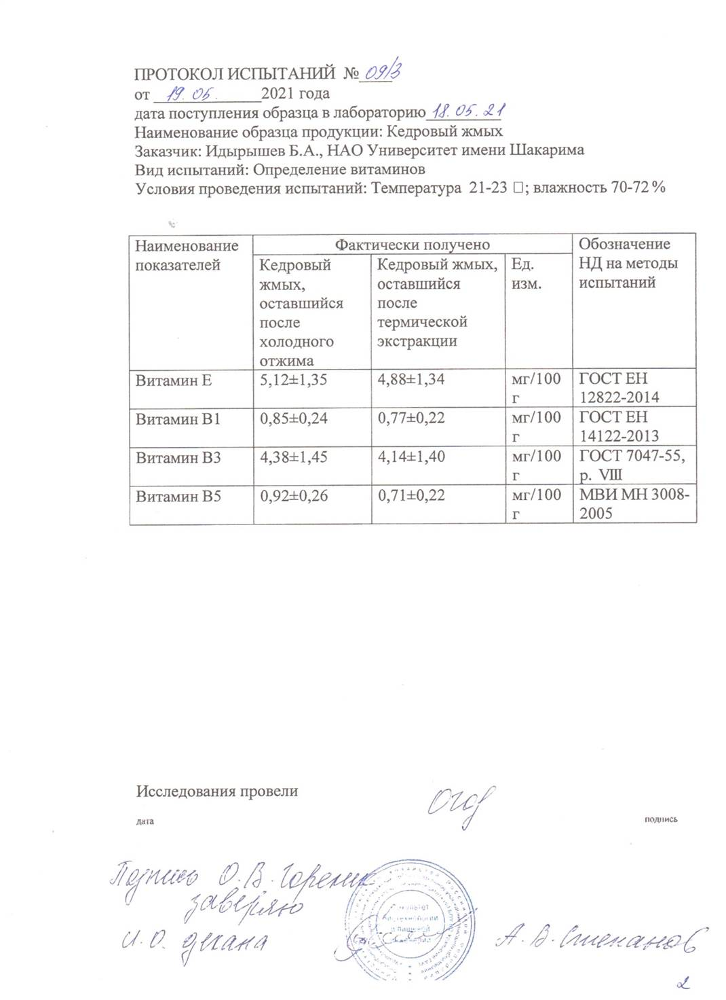 ПРОТОКОЛ ИСПЫТАНИЙ № 09/3
от 19.05. 2021 года
дата поступления образца в лабораторию 18.05.21
Наименование образца продукции: Кедровый жмых
Заказчик: Идырышев Б.А., НАО Университет имени Шакарима
Вид испытаний: Определение витаминов
Условия проведения испытаний: Температура 21-23 □; влажность 70-72 %
Наименование показателей
Фактически получено
Обозначение НД на методы испытаний
Кедровый жмых, оставшийся после холодного отжима
Кедровый жмых, оставшийся после термической экстракции
Ед. изм.
Витамин Е 5,12±1,35 4,88±1,34 мг/100 г ГОСТ ЕН 12822-2014
Витамин В1 0,85±0,24 0,77±0,22 мг/100 г ГОСТ ЕН 14122-2013
Витамин В3 4,38±1,45 4,14±1,40 мг/100 г ГОСТ 7047-55, р. VIII
Витамин В5 0,92±0,26 0,71±0,22 мг/100 г МВИ МН 3008-2005
Исследования провели
дата подпись
Подпись О.В. Горелик
заверяю
И.О. декана А.В. Степанов
факультет
биотехнологии
и пищевой
инженерии
2